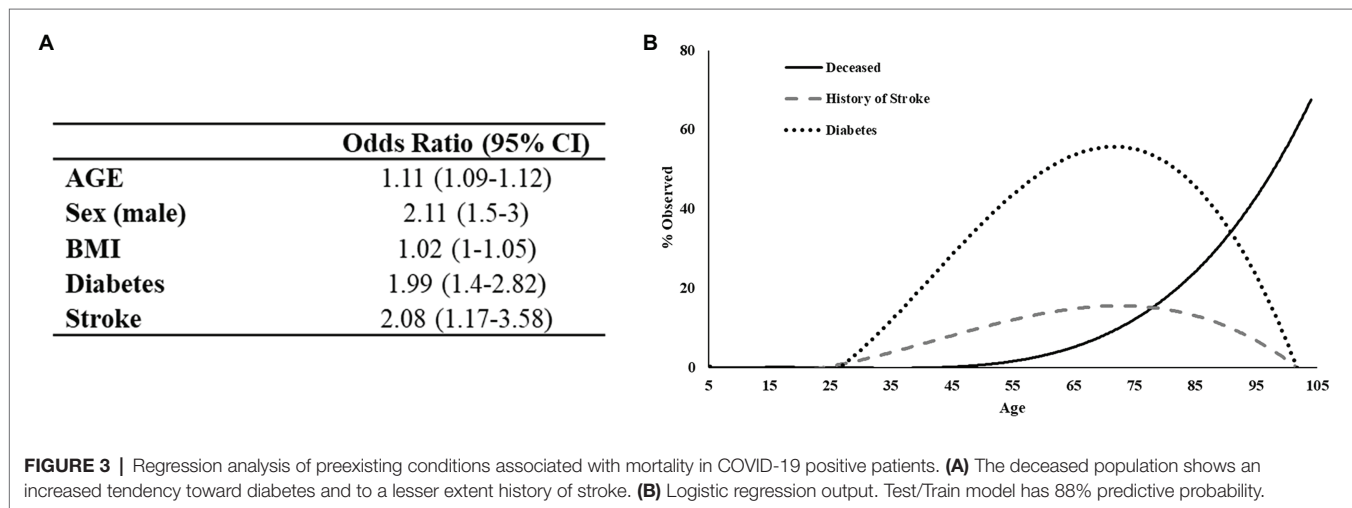 A
Odds Ratio (95% CI)
AGE 1.11 (1.09-1.12)
Sex (male) 2.11 (1.5-3)
BMI 1.02 (1-1.05)
Diabetes 1.99 (1.4-2.82)
Stroke 2.08 (1.17-3.58)
B
80
60
40
20
0
% Observed
Deceased
History of Stroke
Diabetes
5 15 25 35 45 55 65 75 85 95 105
Age
FIGURE 3 | Regression analysis of preexisting conditions associated with mortality in COVID-19 positive patients. (A) The deceased population shows an
increased tendency toward diabetes and to a lesser extent history of stroke. (B) Logistic regression output. Test/Train model has 88% predictive probability.